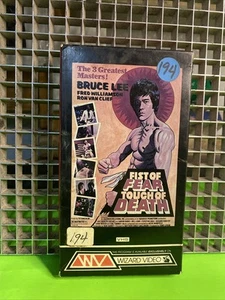 The "3 Greatest
Masters!
194
BRUCE LEE
FRED WILLIAMSON
RON VAN CLIEF
FIST OF
FEAR
TOUCH OF
DEATH
VHS
194
WIZARD VIDEO